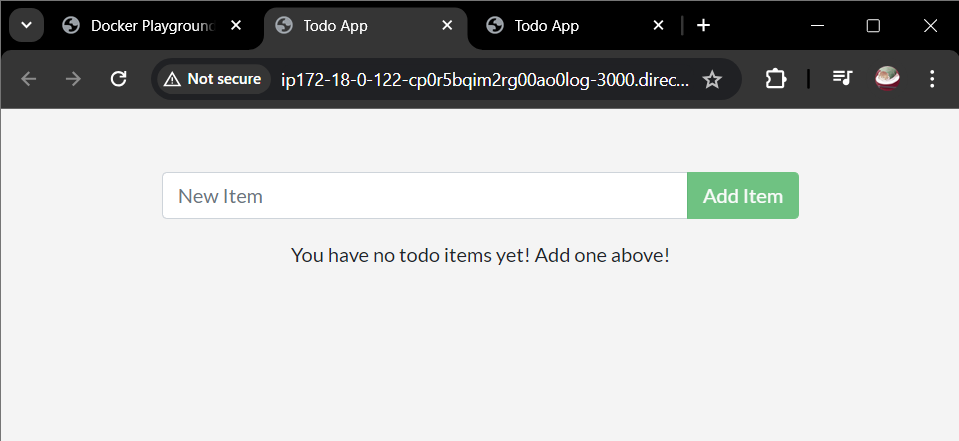 Docker Playground
Todo App
Todo App
Not secure
ip172-18-0-122-cp0r5bqim2rg00ao0log-3000.direc...
New Item
Add Item
You have no todo items yet! Add one above!